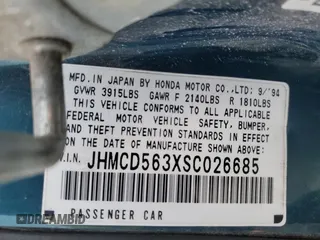 MFD.IN JAPAN BY HONDA MOTOR CO.,LTD. 9/'94
GVWR 3915LBS GAWR F 2140LBS R 1810LBS
THIS VEHICLE CONFORMS TO ALL APPLICABLE
FEDERAL MOTOR VEHICLE SAFETY, BUMPER,
AND THEFT PREVENTION STANDARDS IN EFFECT
ON THE DATE OF MANUFACTURE SHOWN ABOVE.
V.I.N. JHMCD563XSC026685
PASSENGER CAR
DREAMBID